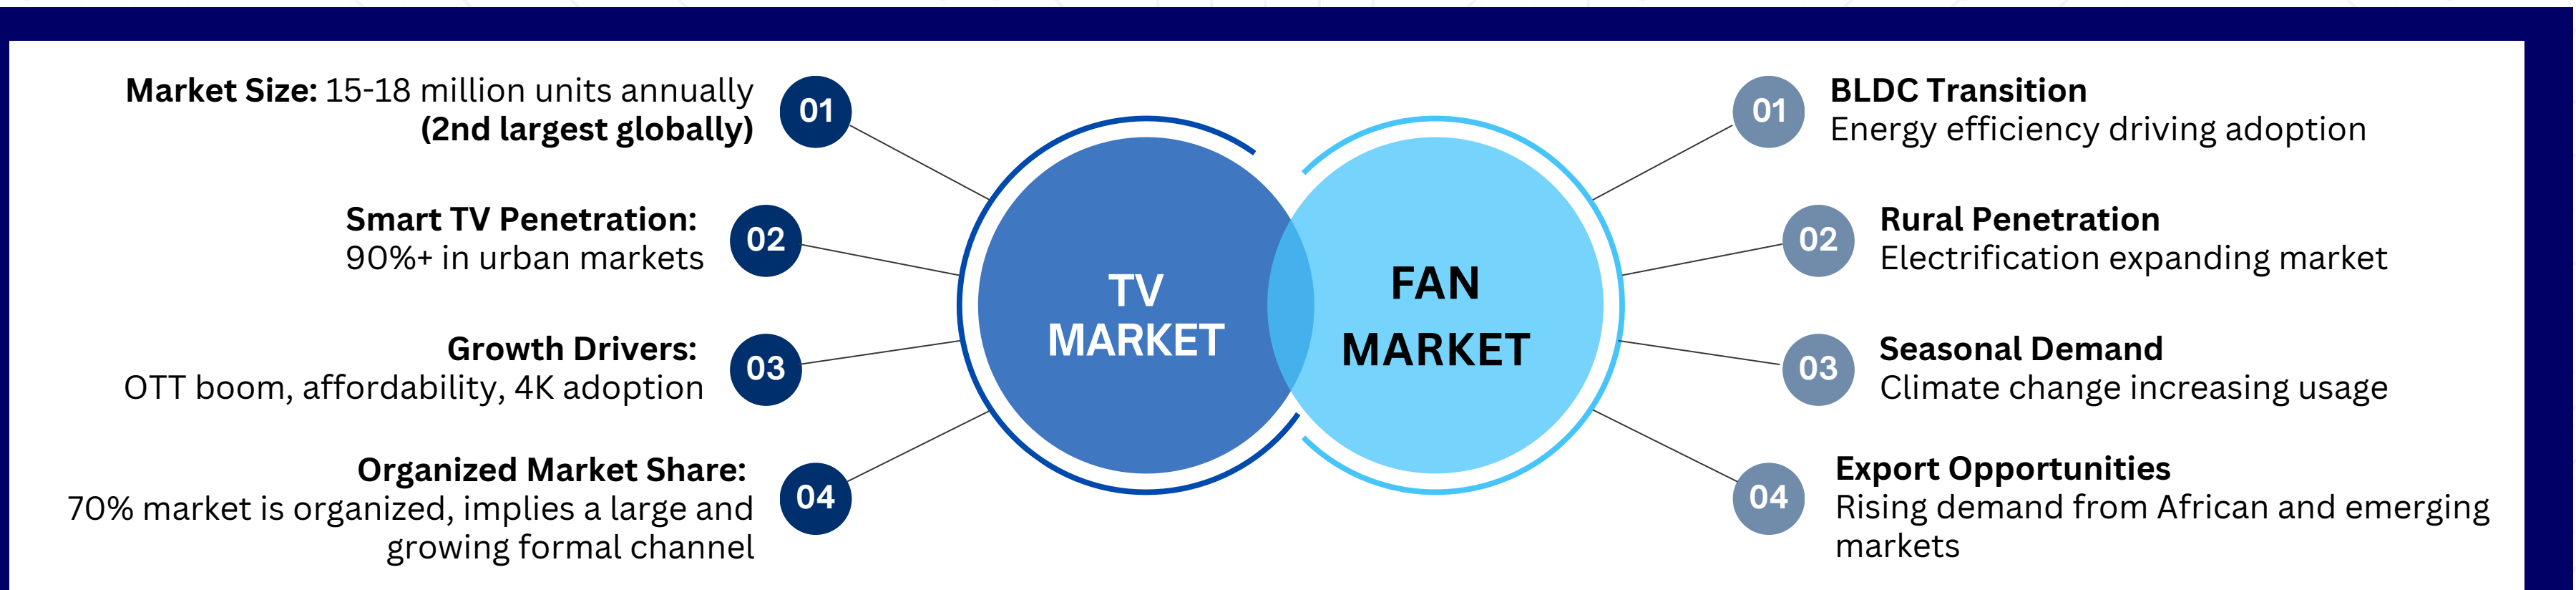 Market Size: 15-18 million units annually
(2nd largest globally)
01
Smart TV Penetration:
90%+ in urban markets
02
Growth Drivers:
OTT boom, affordability, 4K adoption
03
Organized Market Share:
70% market is organized, implies a large and
growing formal channel
04
TV
MARKET
FAN
MARKET
01
BLDC Transition
Energy efficiency driving adoption
02
Rural Penetration
Electrification expanding market
03
Seasonal Demand
Climate change increasing usage
04
Export Opportunities
Rising demand from African and emerging
markets